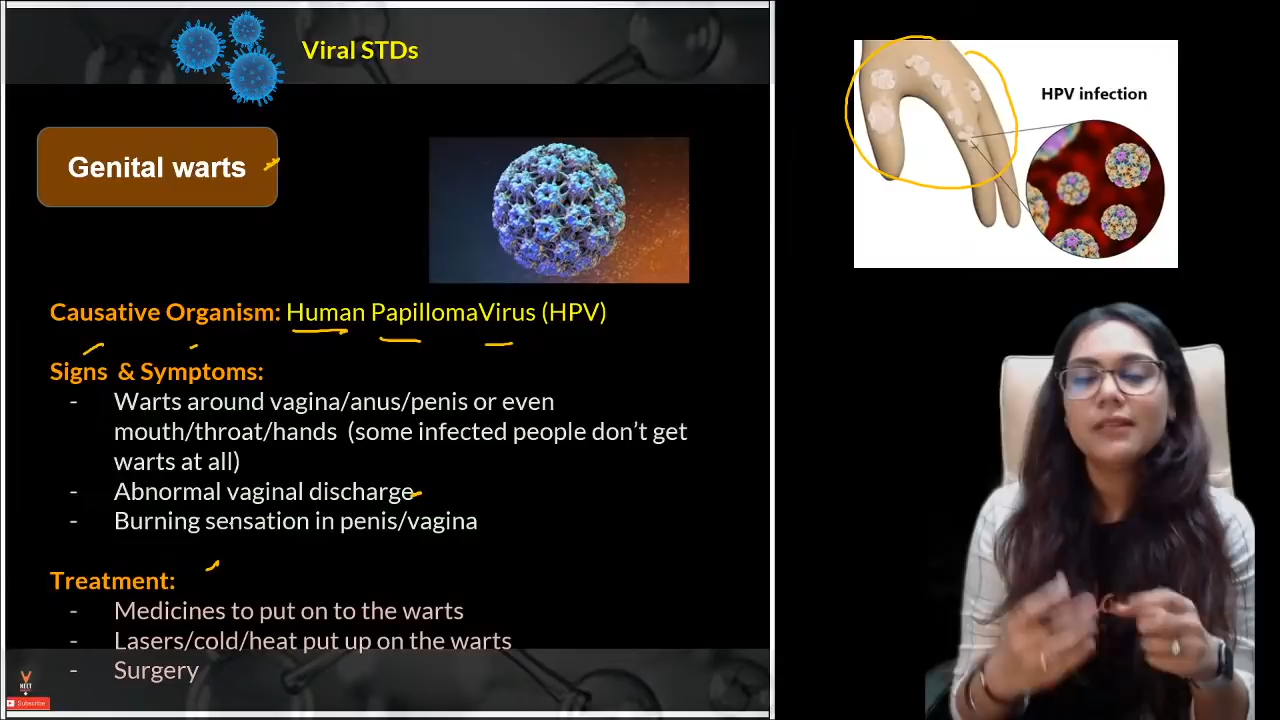 Viral STDs
Genital warts
HPV infection
Causative Organism: Human PapillomaVirus (HPV)
Signs & Symptoms:
- Warts around vagina/anus/penis or even
mouth/throat/hands (some infected people don't get
warts at all)
- Abnormal vaginal discharge
- Burning sensation in penis/vagina
Treatment:
- Medicines to put on to the warts
- Lasers/cold/heat put up on the warts
- Surgery
NEET
Subscribe